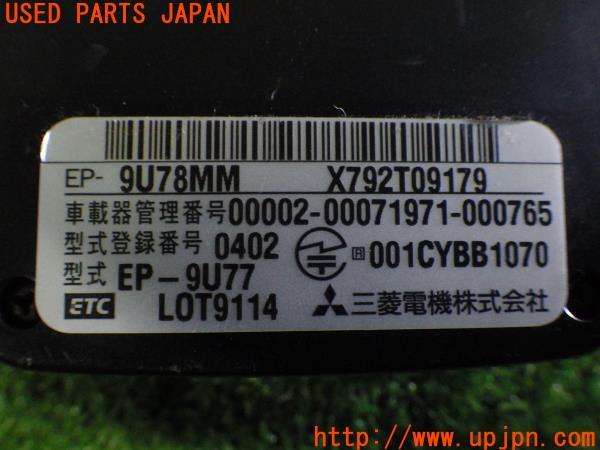 USED PARTS JAPAN
EP- 9U78MM X792T09179
車載器管理番号00002-00071971-000765
型式登録番号 0402 R 001CYBB1070
型式 EP-9U77
ETC LOT9114 三菱電機株式会社
http://www.upjpn.com/